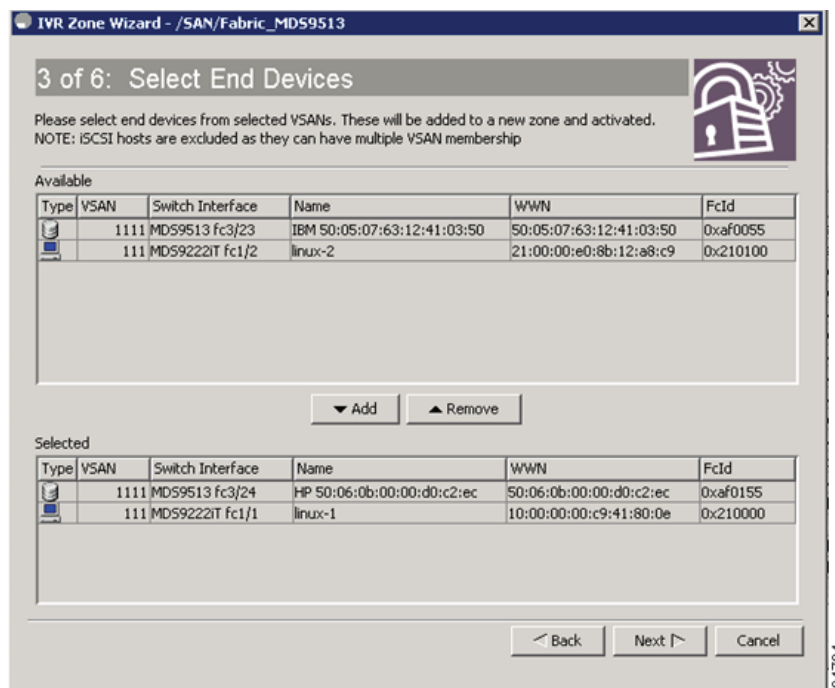 IVR Zone Wizard - /SAN/Fabric_MDS9513
3 of 6: Select End Devices
Please select end devices from selected VSANs. These will be added to a new zone and activated.
NOTE: iSCSI hosts are excluded as they can have multiple VSAN membership
Available
Type VSAN Switch Interface Name WWN FcId
1111 MDS9513 fc3/23 IBM 50:05:07:63:12:41:03:50 50:05:07:63:12:41:03:50 0xaf0055
111 MDS9222iT fc1/2 linux-2 21:00:00:e0:8b:12:a8:c9 0x210100
Add Remove
Selected
Type VSAN Switch Interface Name WWN FcId
1111 MDS9513 fc3/24 HP 50:06:0b:00:00:d0:c2:ec 50:06:0b:00:00:d0:c2:ec 0xaf0155
111 MDS9222iT fc1/1 linux-1 10:00:00:00:c9:41:80:0e 0x210000
Back Next Cancel